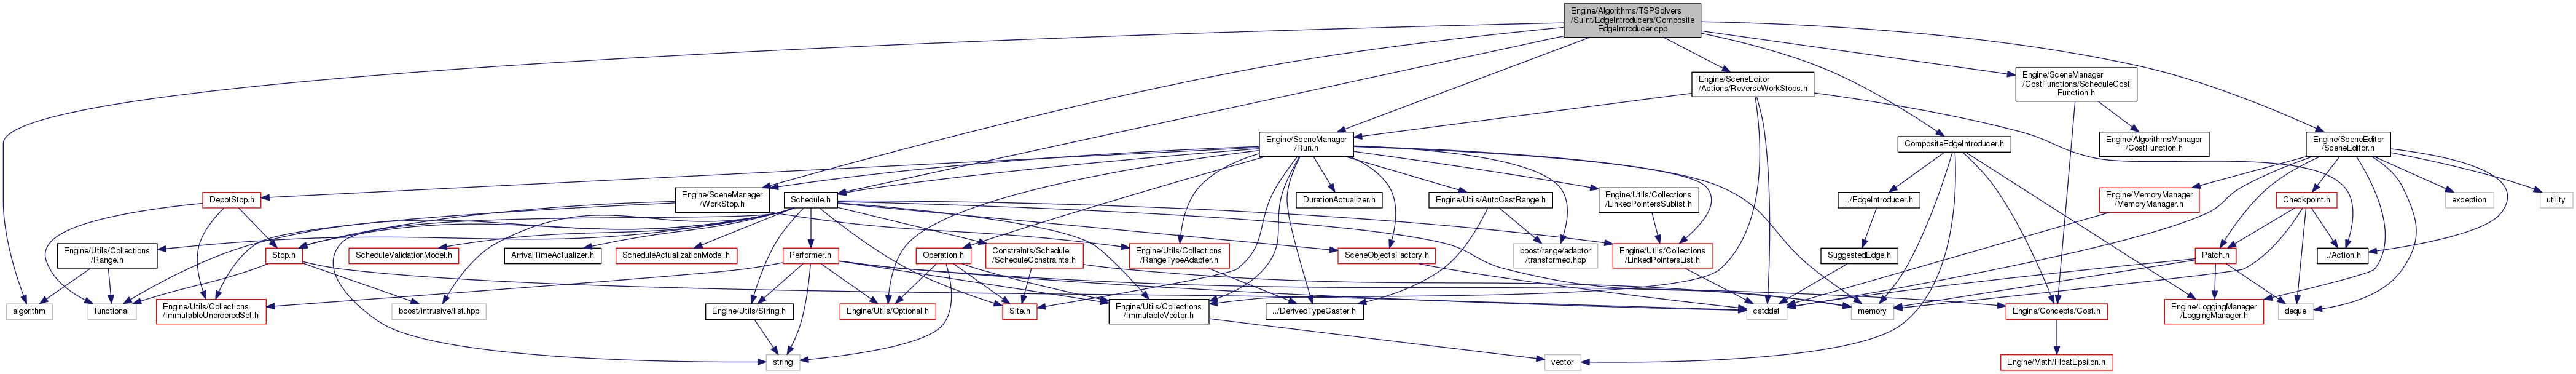 Engine/Algorithms/TSPSolvers
/SuInt/EdgeIntroducers/Composite
EdgeIntroducer.cpp
Engine/SceneEditor
/Actions/ReverseWorkStops.h
Engine/SceneManager
/CostFunctions/ScheduleCost
Function.h
Engine/SceneManager
/Run.h
CompositeEdgeIntroducer.h
Engine/AlgorithmsManager
/CostFunction.h
Engine/SceneEditor
/SceneEditor.h
DepotStop.h
Engine/SceneManager
/WorkStop.h
Schedule.h
DurationActualizer.h
Engine/Utils/AutoCastRange.h
Engine/Utils/Collections
/LinkedPointersSublist.h
../EdgeIntroducer.h
Engine/MemoryManager
/MemoryManager.h
Checkpoint.h
exception
utility
Engine/Utils/Collections
/Range.h
Stop.h
ScheduleValidationModel.h
ArrivalTimeActualizer.h
ScheduleActualizationModel.h
Performer.h
Operation.h
Constraints/Schedule
/ScheduleConstraints.h
Engine/Utils/Collections
/RangeTypeAdapter.h
SceneObjectsFactory.h
boost/range/adaptor
/transformed.hpp
Engine/Utils/Collections
/LinkedPointersList.h
SuggestedEdge.h
Patch.h
../Action.h
algorithm
functional
Engine/Utils/Collections
/ImmutableUnorderedSet.h
boost/intrusive/list.hpp
Engine/Utils/String.h
Engine/Utils/Optional.h
Site.h
Engine/Utils/Collections
/ImmutableVector.h
../DerivedTypeCaster.h
cstddef
memory
Engine/Concepts/Cost.h
Engine/LoggingManager
/LoggingManager.h
deque
string
vector
Engine/Math/FloatEpsilon.h